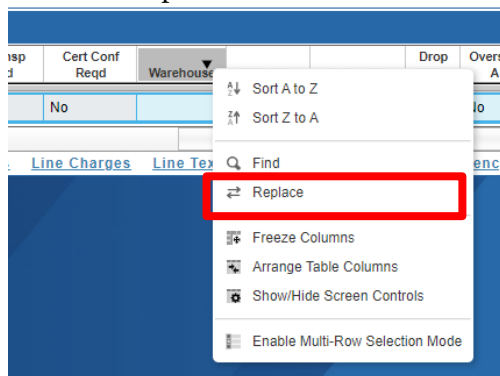 Cert Conf Drop
Reqd Warehouse
No
Sort A to Z
Sort Z to A
Line Charges Line Tex
Find
Replace
Freeze Columns
Arrange Table Columns
Show/Hide Screen Controls
Enable Multi-Row Selection Mode